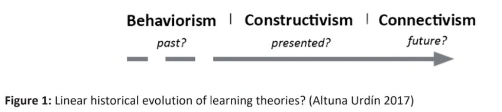 Behaviorism | Constructivism | Connectivism
past? presented? future?
Figure 1: Linear historical evolution of learning theories? (Altuna Urdín 2017)